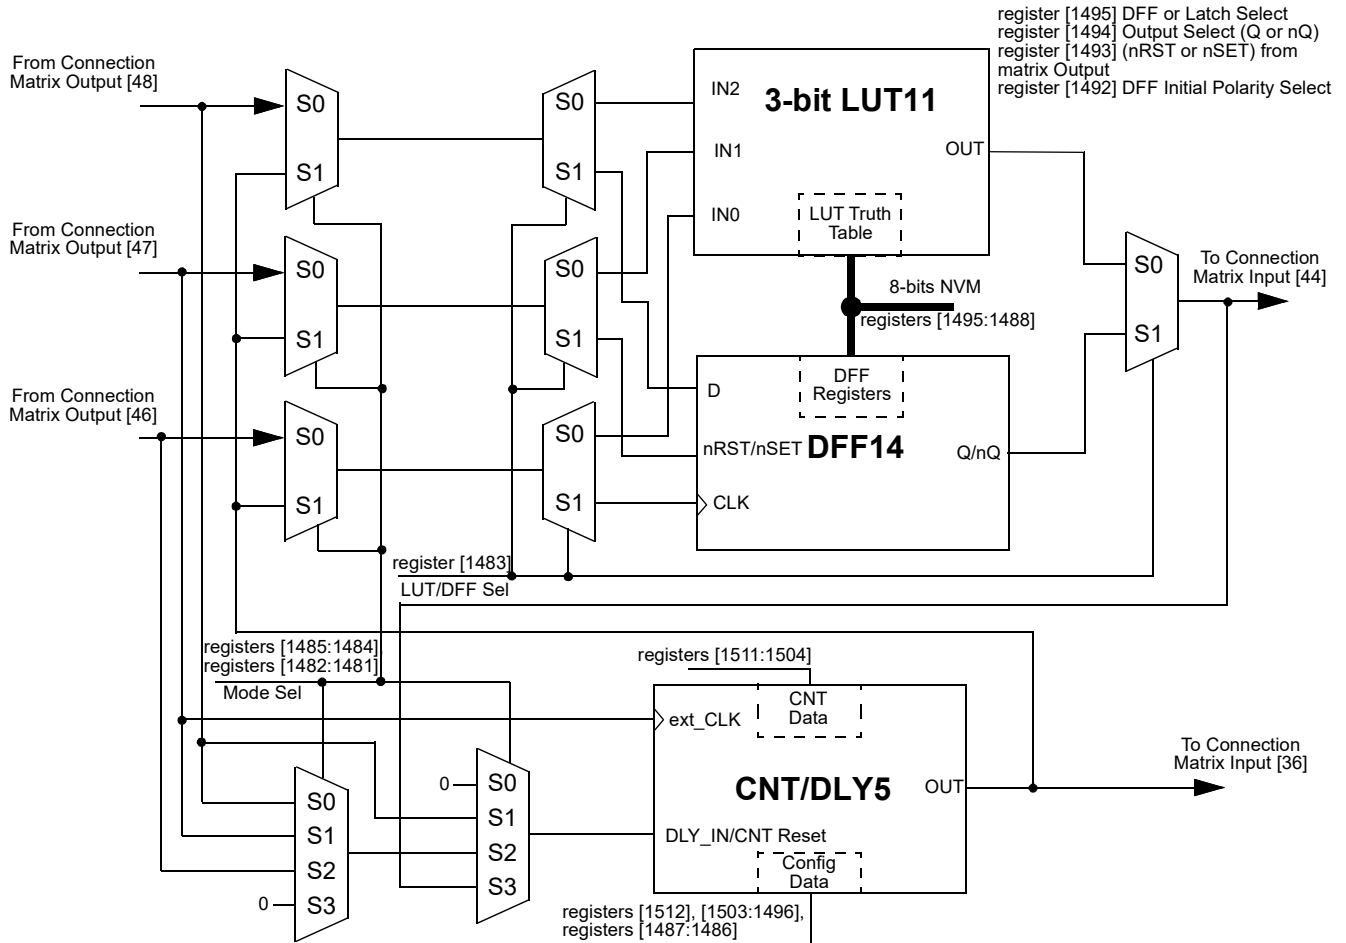 register [1495] DFF or Latch Select
register [1494] Output Select (Q or nQ)
register [1493] (nRST or nSET) from
matrix Output
register [1492] DFF Initial Polarity Select
From Connection
Matrix Output [48]
S0
S1
S0
S1
IN2
3-bit LUT11
IN1
OUT
IN0
LUT Truth
Table
From Connection
Matrix Output [47]
S0
S1
S0
S1
8-bits NVM
registers [1495:1488]
S0
S1
To Connection
Matrix Input [44]
From Connection
Matrix Output [46]
S0
S1
S0
S1
DFF
Registers
D
nRST/nSET
DFF14
Q/nQ
CLK
register [1483]
LUT/DFF Sel
registers [1485:1484],
registers [1482:1481]
Mode Sel
registers [1511:1504]
CNT
Data
ext_CLK
CNT/DLY5
OUT
To Connection
Matrix Input [36]
DLY_IN/CNT Reset
Config
Data
0
S0
S1
S2
S3
S0
S1
S2
0
S3
registers [1512], [1503:1496],
registers [1487:1486]